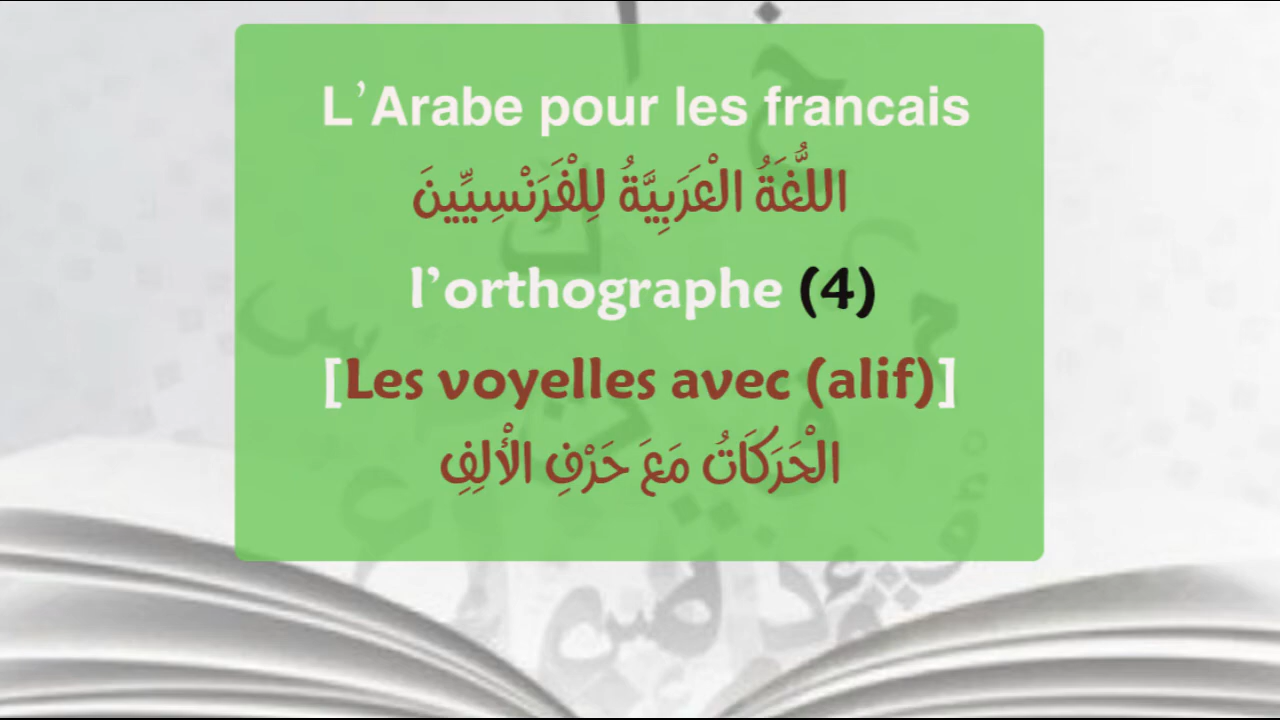 L’Arabe pour les francais
اللُّغَةُ الْعَرَبِيَّةُ لِلْفَرَنْسِيِّينَ
l’orthographe (4)
[Les voyelles avec (alif)]
الْحَرَكَاتُ مَعَ حَرْفِ الْأَلِفِ